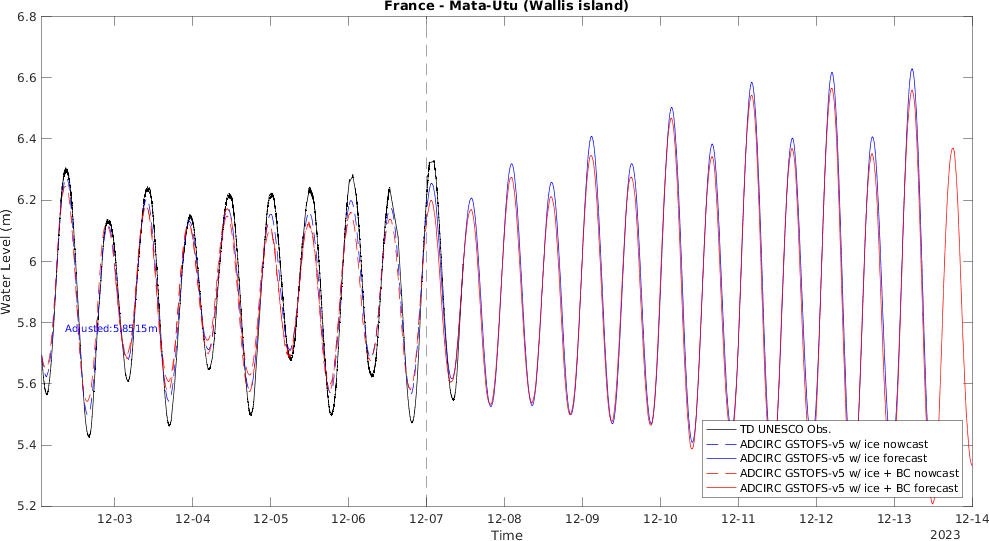 France - Mata-Utu (Wallis island)
6.8
6.6
6.4
6.2
6
5.8
5.6
5.4
5.2
Water Level (m)
Adjusted:5.8515m
TD UNESCO Obs.
ADCIRC GSTOFS-v5 w/ ice nowcast
ADCIRC GSTOFS-v5 w/ ice forecast
ADCIRC GSTOFS-v5 w/ ice + BC nowcast
ADCIRC GSTOFS-v5 w/ ice + BC forecast
12-03 12-04 12-05 12-06 12-07 12-08 12-09 12-10 12-11 12-12 12-13 12-14
Time
2023